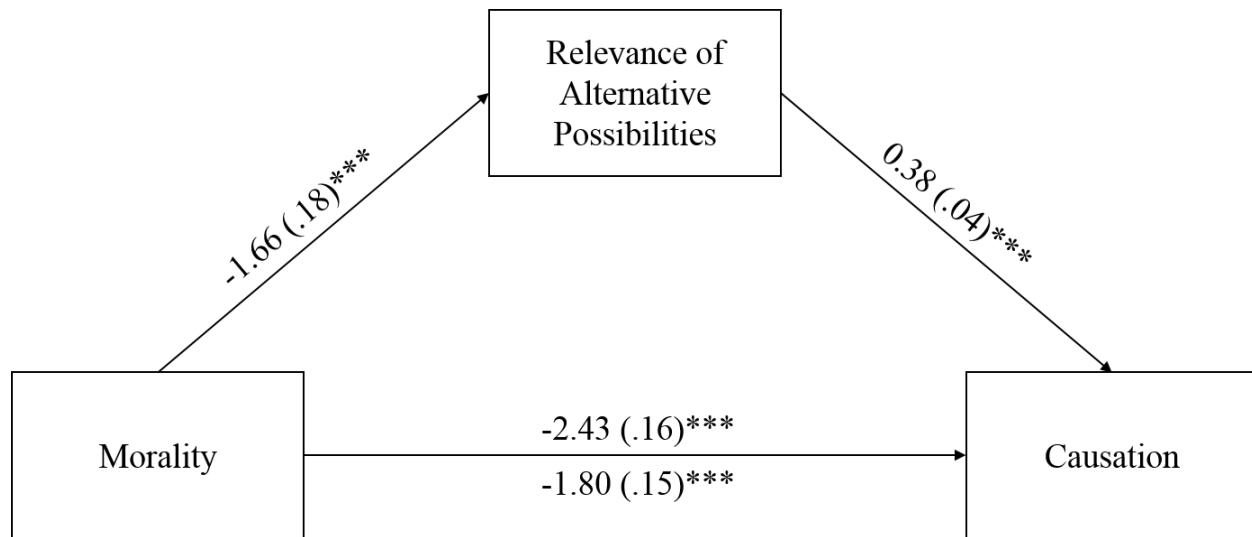 Relevance of
Alternative
Possibilities
-1.66 (.18)***
0.38 (.04)***
Morality
-2.43 (.16)***
-1.80 (.15)***
Causation